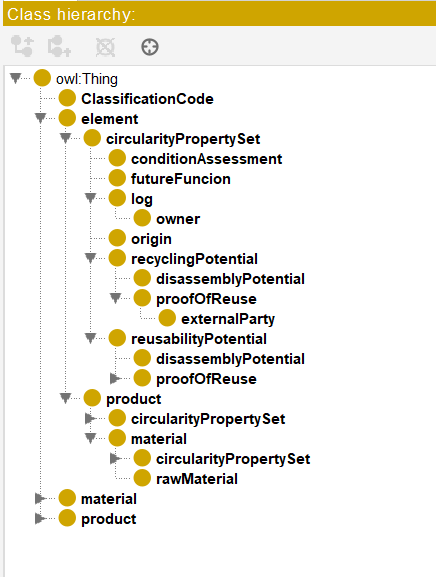 Class hierarchy:
owl:Thing
ClassificationCode
element
circularityPropertySet
conditionAssessment
futureFuncion
log
owner
origin
recyclingPotential
disassemblyPotential
proofOfReuse
externalParty
reusabilityPotential
disassemblyPotential
proofOfReuse
product
circularityPropertySet
material
circularityPropertySet
rawMaterial
material
product